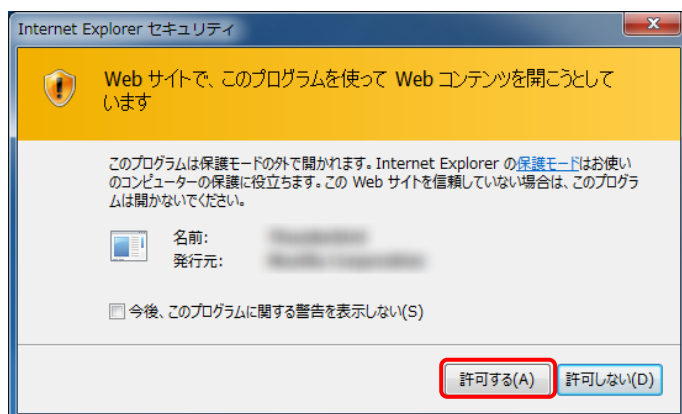 Internet Explorer セキュリティ
Web サイトで、このプログラムを使って Web コンテンツを開こうとして
います
このプログラムは保護モードの外で開かれます。Internet Explorer の保護モードはお使い
のコンピューターの保護に役立ちます。この Web サイトを信頼していない場合は、このプログラ
ムは開かないでください。
名前:
発行元:
今後、このプログラムに関する警告を表示しない(S)
許可する(A)
許可しない(D)